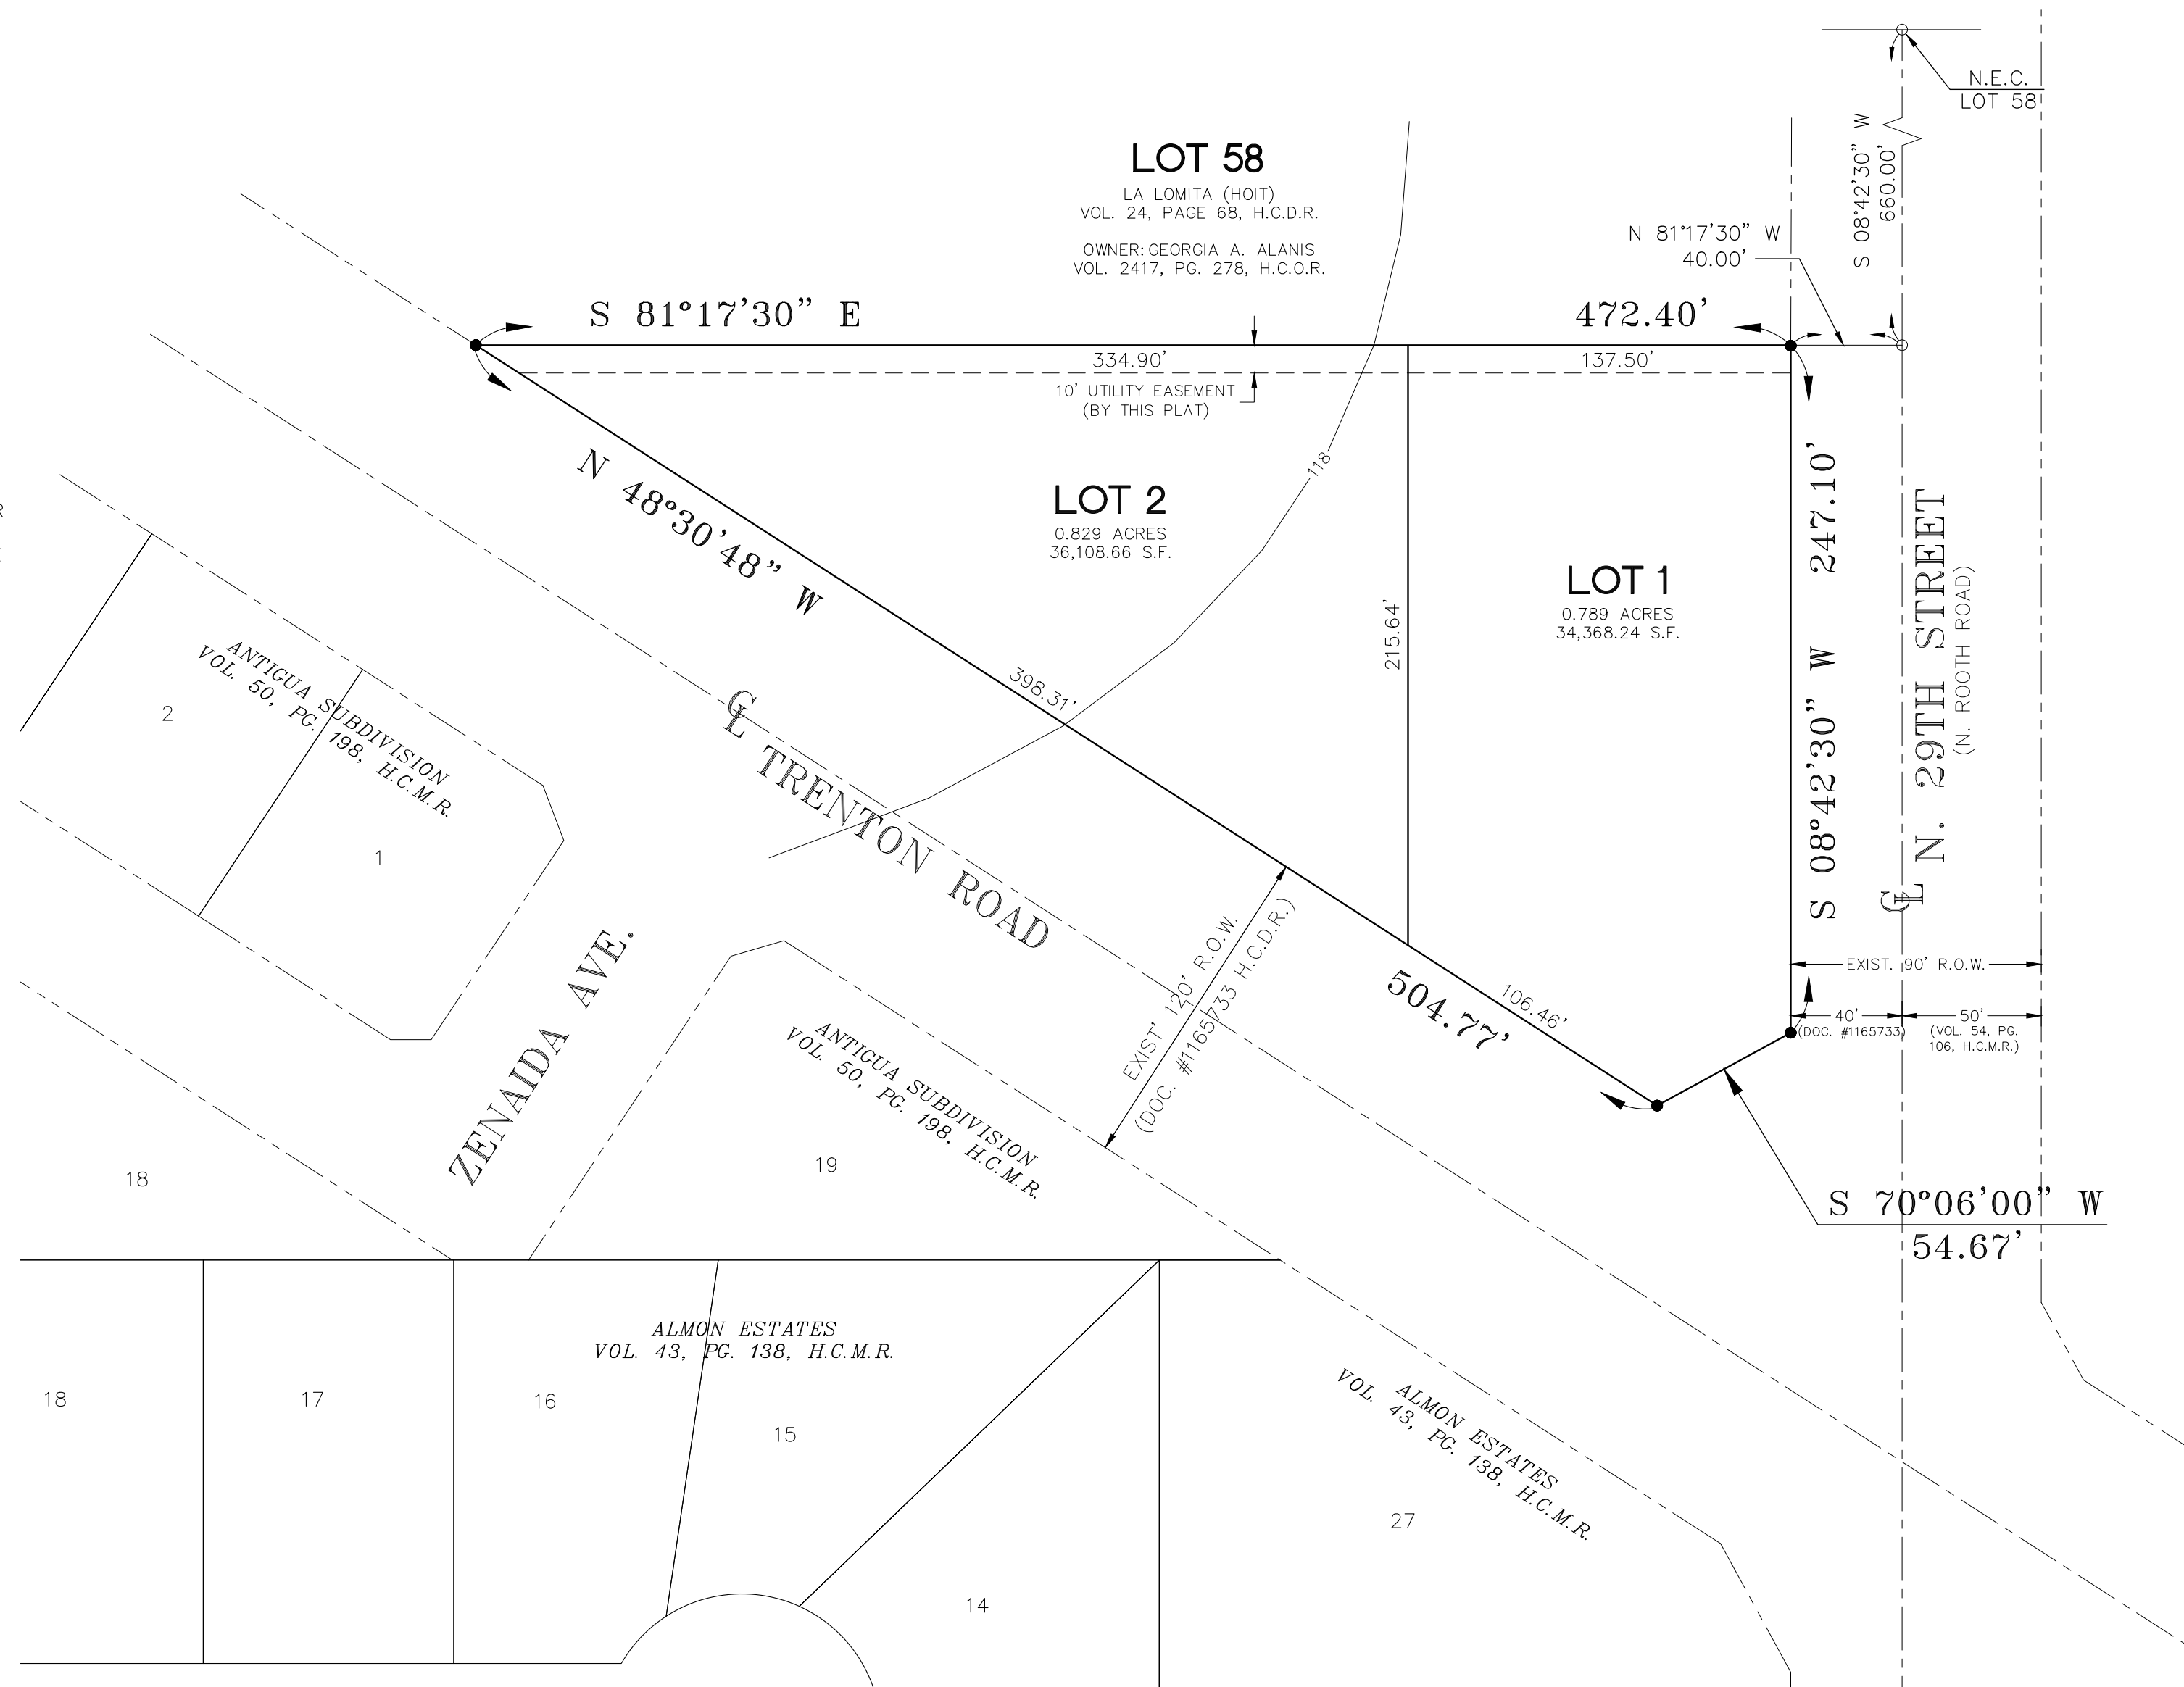 N.E.C.
LOT 58
S 08°42'30" W
660.00'
LOT 58
LA LOMITA (HOIT)
VOL. 24, PAGE 68, H.C.D.R.
OWNER: GEORGIA A. ALANIS
VOL. 2417, PG. 278, H.C.O.R.
N 81°17'30" W
40.00'
S 81°17'30" E
472.40'
334.90'
137.50'
10' UTILITY EASEMENT
(BY THIS PLAT)
118
N 48°30'48" W
LOT 2
0.829 ACRES
36,108.66 S.F.
LOT 1
0.789 ACRES
34,368.24 S.F.
215.64'
S 08°42'30" W 247.10'
N. 29TH STREET
(N. ROOTH ROAD)
CL
398.31'
CL
TRENTON ROAD
ANTIGUA SUBDIVISION
VOL. 50, PG. 198, H.C.M.R.
2
1
ZENAIDA AVE.
EXIST' 120' R.O.W.
(DOC. #1165733 H.C.D.R.)
504.77'
106.46'
EXIST. 90' R.O.W.
40'
50'
(DOC. #1165733)
(VOL. 54, PG.
106, H.C.M.R.)
ANTIGUA SUBDIVISION
VOL. 50, PG. 198, H.C.M.R.
18
19
S 70°06'00" W
54.67'
ALMON ESTATES
VOL. 43, PG. 138, H.C.M.R.
18
17
16
15
14
ALMON ESTATES
VOL. 43, PG. 138, H.C.M.R.
27